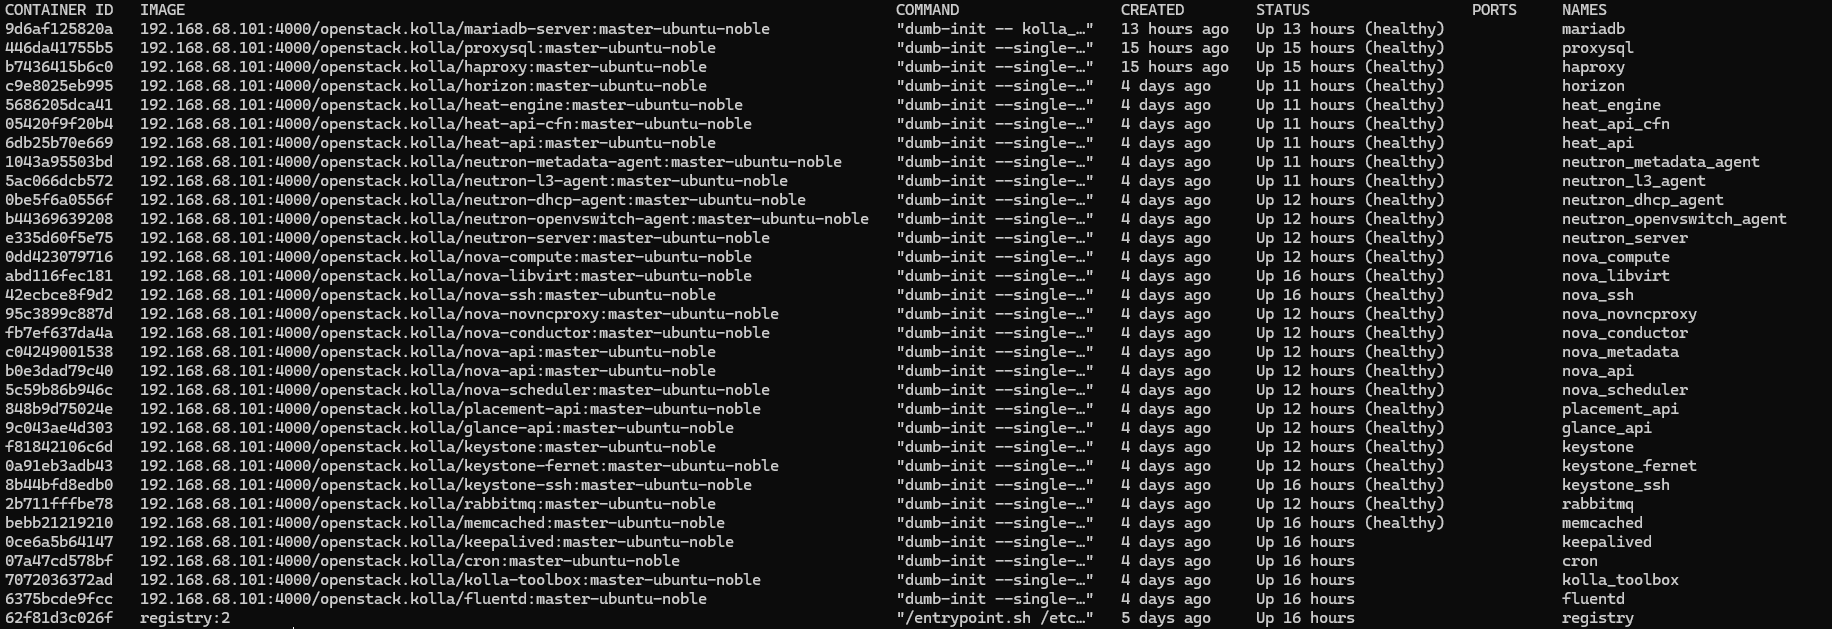 CONTAINER ID IMAGE COMMAND CREATED STATUS PORTS NAMES
9d6af125820a 192.168.68.101:4000/openstack.kolla/mariadb-server:master-ubuntu-noble "dumb-init -- kolla_…" 13 hours ago Up 13 hours (healthy) mariadb
446da41755b5 192.168.68.101:4000/openstack.kolla/proxysql:master-ubuntu-noble "dumb-init --single-…" 15 hours ago Up 15 hours (healthy) proxysql
b7436415b6c0 192.168.68.101:4000/openstack.kolla/haproxy:master-ubuntu-noble "dumb-init --single-…" 15 hours ago Up 15 hours (healthy) haproxy
c9e8025eb995 192.168.68.101:4000/openstack.kolla/horizon:master-ubuntu-noble "dumb-init --single-…" 4 days ago Up 11 hours (healthy) horizon
5686205dca41 192.168.68.101:4000/openstack.kolla/heat-engine:master-ubuntu-noble "dumb-init --single-…" 4 days ago Up 11 hours (healthy) heat_engine
05420f9f20b4 192.168.68.101:4000/openstack.kolla/heat-api-cfn:master-ubuntu-noble "dumb-init --single-…" 4 days ago Up 11 hours (healthy) heat_api_cfn
6db25b70e669 192.168.68.101:4000/openstack.kolla/heat-api:master-ubuntu-noble "dumb-init --single-…" 4 days ago Up 11 hours (healthy) heat_api
1043a95503bd 192.168.68.101:4000/openstack.kolla/neutron-metadata-agent:master-ubuntu-noble "dumb-init --single-…" 4 days ago Up 11 hours (healthy) neutron_metadata_agent
5ac066dcb572 192.168.68.101:4000/openstack.kolla/neutron-l3-agent:master-ubuntu-noble "dumb-init --single-…" 4 days ago Up 11 hours (healthy) neutron_l3_agent
0be5f6a0556f 192.168.68.101:4000/openstack.kolla/neutron-dhcp-agent:master-ubuntu-noble "dumb-init --single-…" 4 days ago Up 12 hours (healthy) neutron_dhcp_agent
b44369639208 192.168.68.101:4000/openstack.kolla/neutron-openvswitch-agent:master-ubuntu-noble "dumb-init --single-…" 4 days ago Up 12 hours (healthy) neutron_openvswitch_agent
e335d60f5e75 192.168.68.101:4000/openstack.kolla/neutron-server:master-ubuntu-noble "dumb-init --single-…" 4 days ago Up 12 hours (healthy) neutron_server
0dd423079716 192.168.68.101:4000/openstack.kolla/nova-compute:master-ubuntu-noble "dumb-init --single-…" 4 days ago Up 12 hours (healthy) nova_compute
abd116fec181 192.168.68.101:4000/openstack.kolla/nova-libvirt:master-ubuntu-noble "dumb-init --single-…" 4 days ago Up 16 hours (healthy) nova_libvirt
42ecbce8f9d2 192.168.68.101:4000/openstack.kolla/nova-ssh:master-ubuntu-noble "dumb-init --single-…" 4 days ago Up 16 hours (healthy) nova_ssh
95c3899c887d 192.168.68.101:4000/openstack.kolla/nova-novncproxy:master-ubuntu-noble "dumb-init --single-…" 4 days ago Up 12 hours (healthy) nova_novncproxy
fb7ef637da4a 192.168.68.101:4000/openstack.kolla/nova-conductor:master-ubuntu-noble "dumb-init --single-…" 4 days ago Up 12 hours (healthy) nova_conductor
c04249001538 192.168.68.101:4000/openstack.kolla/nova-api:master-ubuntu-noble "dumb-init --single-…" 4 days ago Up 12 hours (healthy) nova_metadata
b0e3dad79c40 192.168.68.101:4000/openstack.kolla/nova-api:master-ubuntu-noble "dumb-init --single-…" 4 days ago Up 12 hours (healthy) nova_api
5c59b86b946c 192.168.68.101:4000/openstack.kolla/nova-scheduler:master-ubuntu-noble "dumb-init --single-…" 4 days ago Up 12 hours (healthy) nova_scheduler
848b9d75024e 192.168.68.101:4000/openstack.kolla/placement-api:master-ubuntu-noble "dumb-init --single-…" 4 days ago Up 12 hours (healthy) placement_api
9c043ae4d303 192.168.68.101:4000/openstack.kolla/glance-api:master-ubuntu-noble "dumb-init --single-…" 4 days ago Up 12 hours (healthy) glance_api
f81842106c6d 192.168.68.101:4000/openstack.kolla/keystone:master-ubuntu-noble "dumb-init --single-…" 4 days ago Up 12 hours (healthy) keystone
0a91eb3adb43 192.168.68.101:4000/openstack.kolla/keystone-fernet:master-ubuntu-noble "dumb-init --single-…" 4 days ago Up 12 hours (healthy) keystone_fernet
8b44bfd8edb0 192.168.68.101:4000/openstack.kolla/keystone-ssh:master-ubuntu-noble "dumb-init --single-…" 4 days ago Up 16 hours (healthy) keystone_ssh
2b711fffbe78 192.168.68.101:4000/openstack.kolla/rabbitmq:master-ubuntu-noble "dumb-init --single-…" 4 days ago Up 12 hours (healthy) rabbitmq
bebb21219210 192.168.68.101:4000/openstack.kolla/memcached:master-ubuntu-noble "dumb-init --single-…" 4 days ago Up 16 hours (healthy) memcached
0ce6a5b64147 192.168.68.101:4000/openstack.kolla/keepalived:master-ubuntu-noble "dumb-init --single-…" 4 days ago Up 16 hours keepalived
07a47cd578bf 192.168.68.101:4000/openstack.kolla/cron:master-ubuntu-noble "dumb-init --single-…" 4 days ago Up 16 hours cron
7072036372ad 192.168.68.101:4000/openstack.kolla/kolla-toolbox:master-ubuntu-noble "dumb-init --single-…" 4 days ago Up 16 hours kolla_toolbox
6375bcde9fcc 192.168.68.101:4000/openstack.kolla/fluentd:master-ubuntu-noble "dumb-init --single-…" 4 days ago Up 16 hours fluentd
62f81d3c026f registry:2 "/entrypoint.sh /etc…" 5 days ago Up 16 hours registry